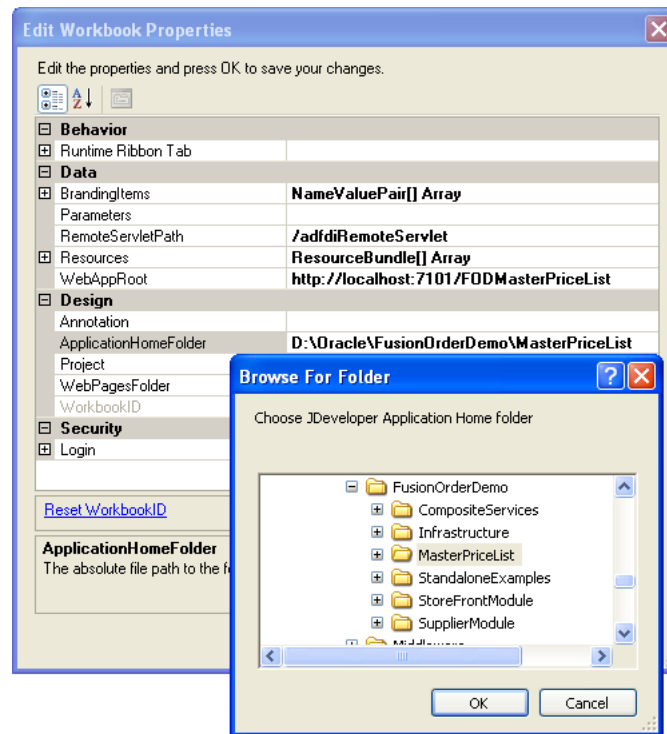 Edit Workbook Properties
Edit the properties and press OK to save your changes.
Behavior
Runtime Ribbon Tab
Data
BrandingItems NameValuePair[] Array
Parameters
RemoteServletPath /adfdiRemoteServlet
Resources ResourceBundle[] Array
WebAppRoot http://localhost:7101/FODMasterPriceList
Design
Annotation
ApplicationHomeFolder D:\Oracle\FusionOrderDemo\MasterPriceList
Project
WebPagesFolder
WorkbookID
Security
Login
Reset WorkbookID
ApplicationHomeFolder
The absolute file path to the
Browse For Folder
Choose JDeveloper Application Home folder
FusionOrderDemo
CompositeServices
Infrastructure
MasterPriceList
StandaloneExamples
StoreFrontModule
SupplierModule
OK Cancel